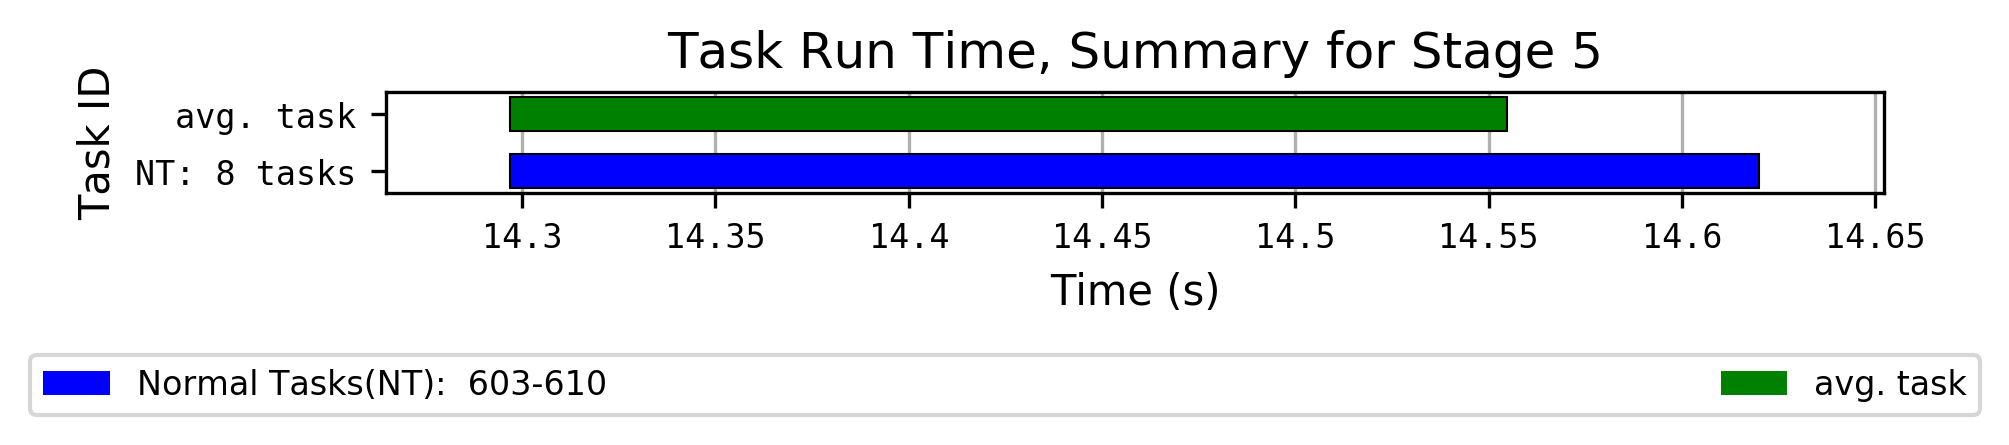 Task Run Time, Summary for Stage 5
Task ID
avg. task
NT: 8 tasks
14.3 14.35 14.4 14.45 14.5 14.55 14.6 14.65
Time (s)
Normal Tasks(NT):  603-610 avg. task